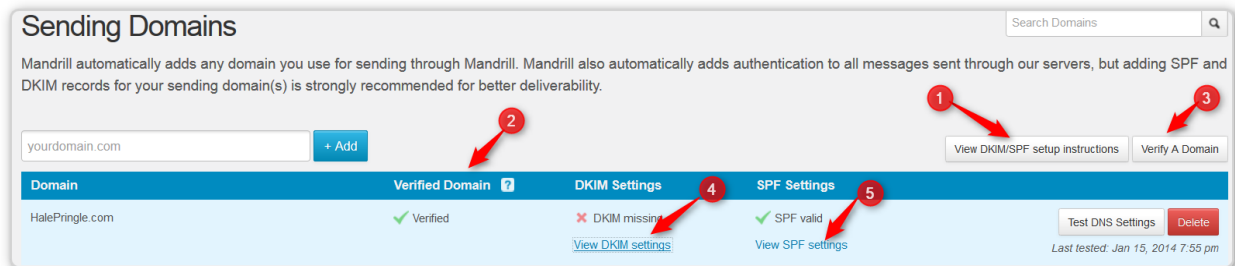 Sending Domains
Search Domains
Mandrill automatically adds any domain you use for sending through Mandrill. Mandrill also automatically adds authentication to all messages sent through our servers, but adding SPF and
DKIM records for your sending domain(s) is strongly recommended for better deliverability.
1
3
2
yourdomain.com + Add View DKIM/SPF setup instructions Verify A Domain
Domain Verified Domain ? DKIM Settings SPF Settings
4
5
HalePringle.com Verified DKIM missing SPF valid
Test DNS Settings Delete
View DKIM settings View SPF settings
Last tested: Jan 15, 2014 7:55 pm